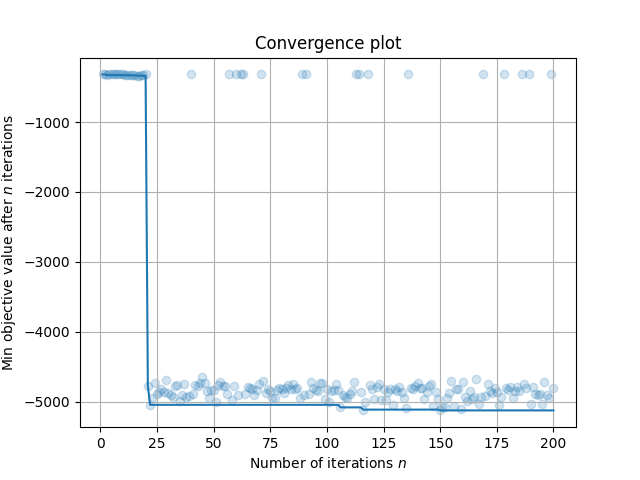 Convergence plot
Min objective value after n iterations
−1000
−2000
−3000
−4000
−5000
0 25 50 75 100 125 150 175 200
Number of iterations n